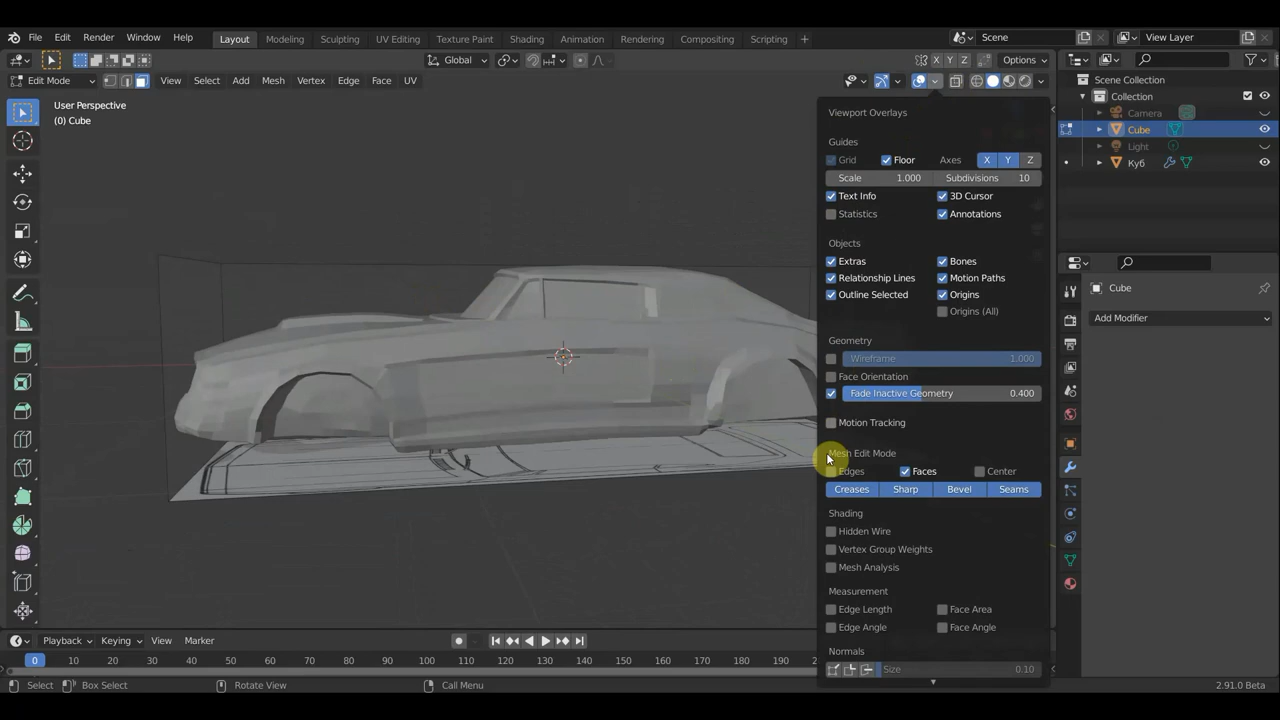 File Edit Render Window Help Layout Modeling Sculpting UV Editing Texture Paint Shading Animation Rendering Compositing Scripting + Scene View Layer
Global X Y Z Options
Edit Mode View Select Add Mesh Vertex Edge Face UV
Scene Collection
Collection
Camera
Cube
Light
Куб
User Perspective
(0) Cube
Viewport Overlays
Guides
Grid Floor Axes X Y Z
Scale 1.000 Subdivisions 10
Text Info 3D Cursor
Statistics Annotations
Objects
Extras Bones
Relationship Lines Motion Paths
Outline Selected Origins
Origins (All)
Geometry
Wireframe 1.000
Face Orientation
Fade Inactive Geometry 0.400
Motion Tracking
Mesh Edit Mode
Edges Faces Center
Creases Sharp Bevel Seams
Shading
Hidden Wire
Vertex Group Weights
Mesh Analysis
Measurement
Edge Length Face Area
Edge Angle Face Angle
Normals
Size 0.10
Cube
Add Modifier
Playback Keying View Marker
0 10 20 30 40 50 60 70 80 90 100 110 120 130 140 150 160 170 180 190
Select Box Select Rotate View Call Menu 2.91.0 Beta